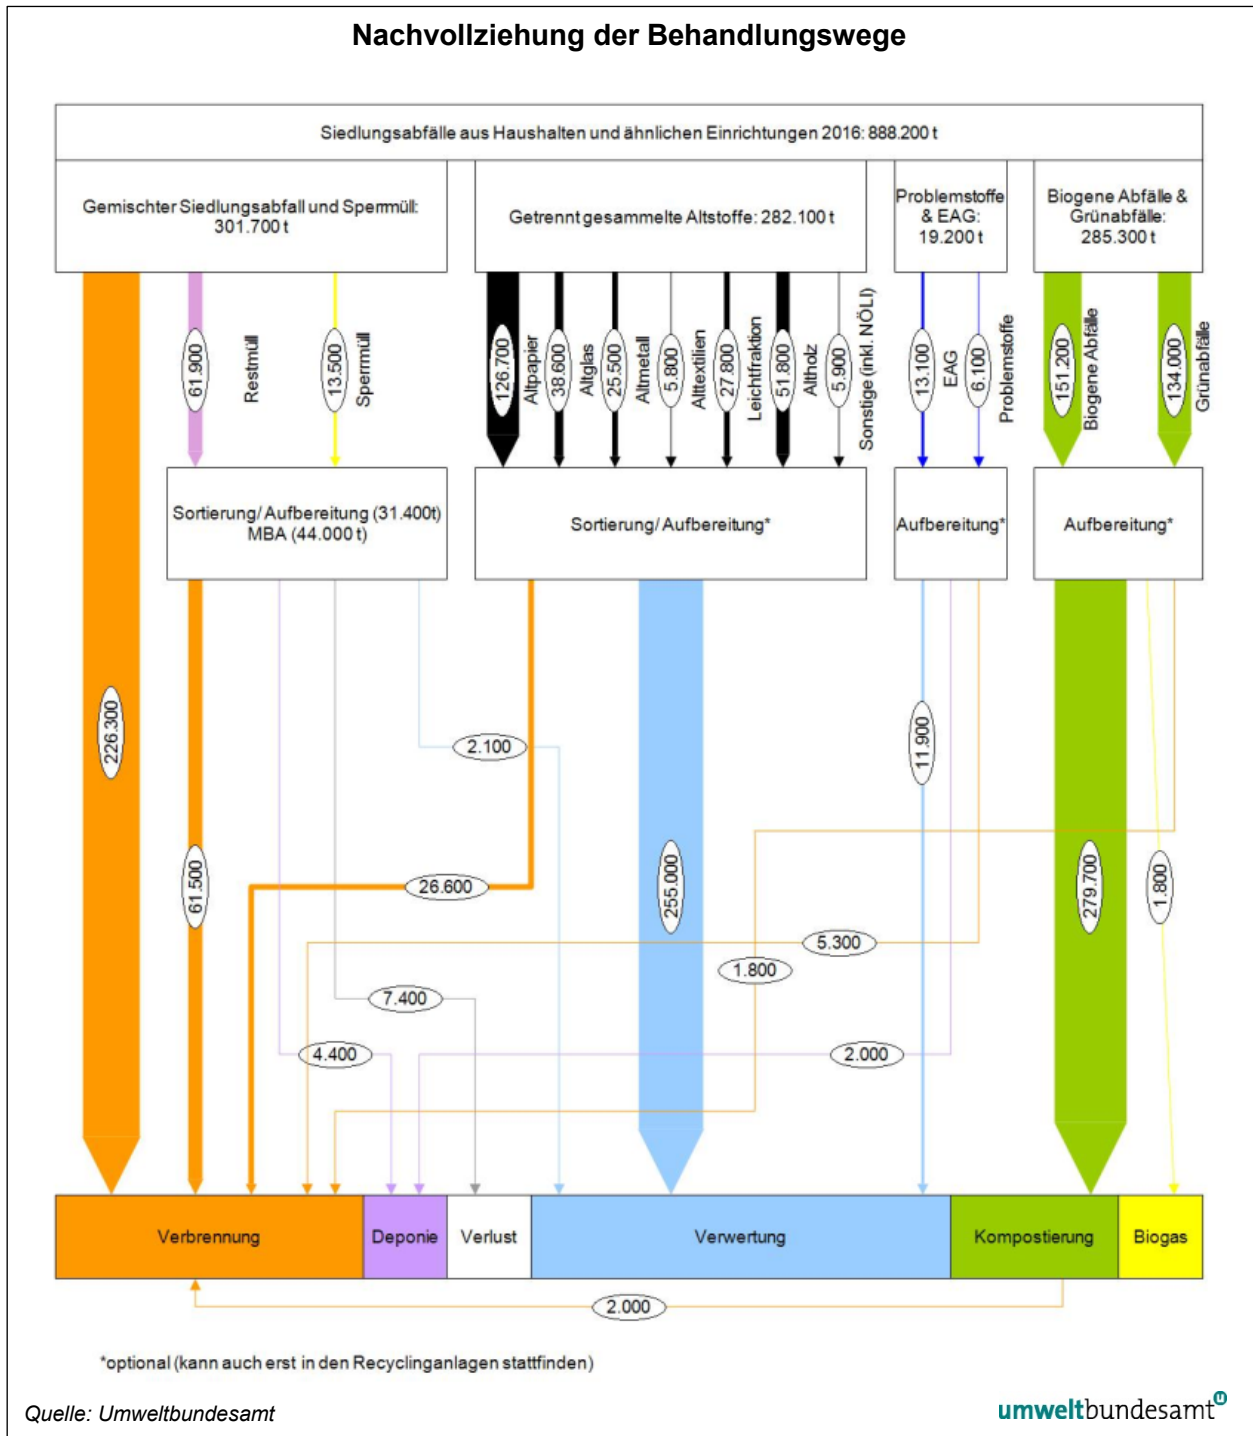 Nachvollziehung der Behandlungswege
Siedlungsabfälle aus Haushalten und ähnlichen Einrichtungen 2016: 888.200 t
Gemischter Siedlungsabfall und Sperrmüll:
301.700 t
Getrennt gesammelte Altstoffe: 282.100 t
Problemstoffe
& EAG:
19.200 t
Biogene Abfälle &
Grünabfälle:
285.300 t
61.900
Restmüll
13.500
Sperrmüll
126.700
Altpapier
38.600
Altglas
25.500
Altmetall
5.800
Alttextilien
27.800
Leichtfraktion
51.800
Altholz
5.900
Sonstige (inkl. NÖLI)
13.100
EAG
6.100
Problemstoffe
151.200
Biogene Abfälle
134.000
Grünabfälle
Sortierung/ Aufbereitung (31.400t)
MBA (44.000 t)
Sortierung/ Aufbereitung*
Aufbereitung*
Aufbereitung*
226.300
2.100
11.900
61.500
26.600
255.000
279.700
1.800
5.300
1.800
7.400
4.400
2.000
Verbrennung
Deponie
Verlust
Verwertung
Kompostierung
Biogas
2.000
*optional (kann auch erst in den Recyclinganlagen stattfinden)
Quelle: Umweltbundesamt
umweltbundesamt
u